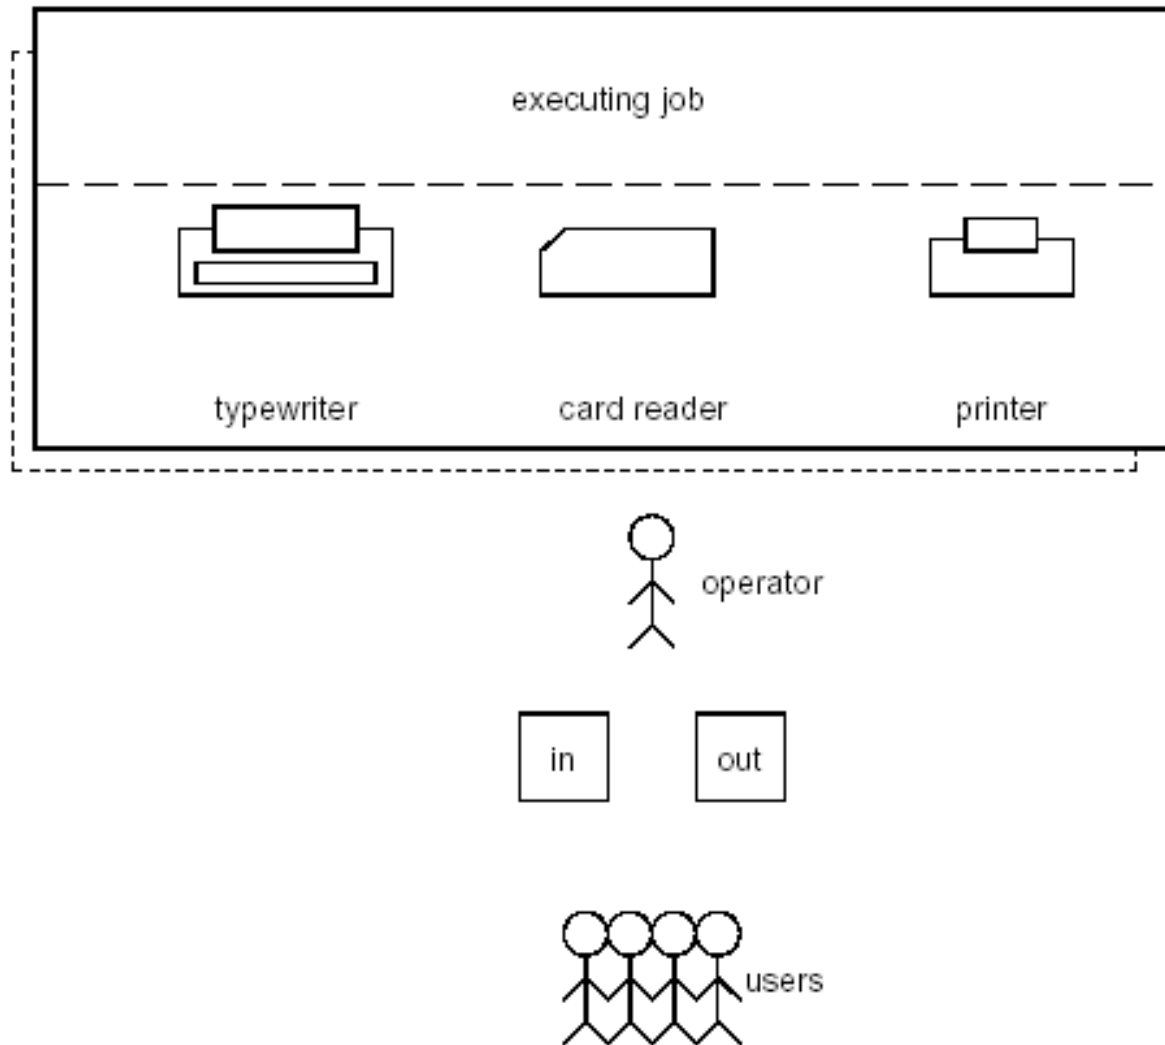 executing job
typewriter
card reader
printer
operator
in
out
users